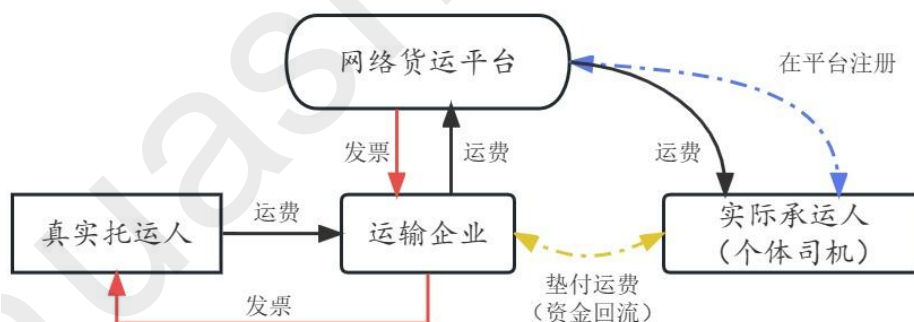 网络货运平台
在平台注册
发票
运费
运费
真实托运人
运费
运输企业
实际承运人
（个体司机）
垫付运费
（资金回流）
发票